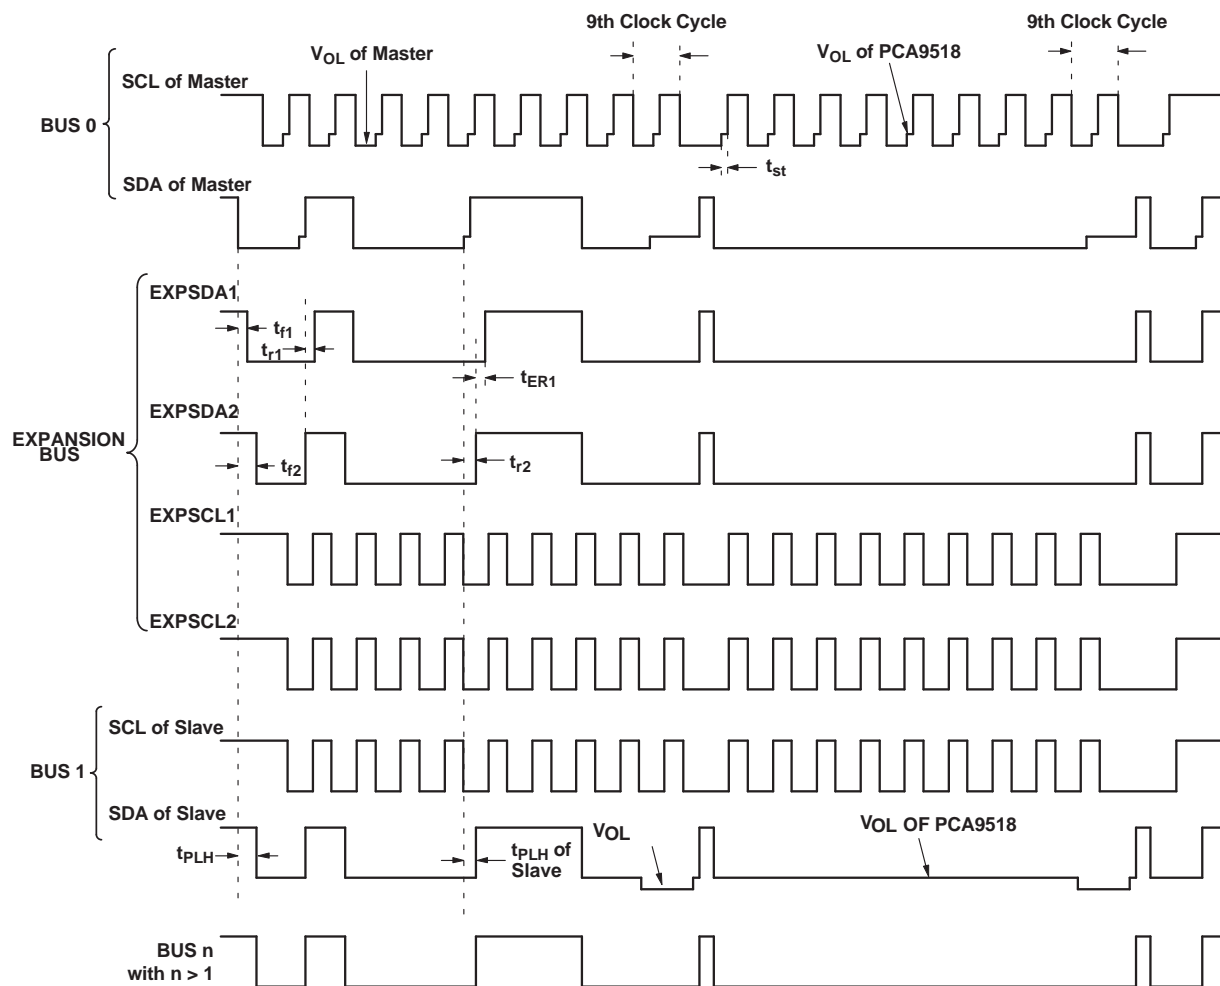 9th Clock Cycle
9th Clock Cycle
VOL of Master
VOL of PCA9518
SCL of Master
BUS 0
tst
SDA of Master
EXPSDA1
tf1
tr1
tER1
EXPSDA2
EXPANSION
BUS
tf2
tr2
EXPSCL1
EXPSCL2
SCL of Slave
BUS 1
SDA of Slave
VOL
VOL OF PCA9518
tPLH
tPLH of
Slave
BUS n
with n > 1